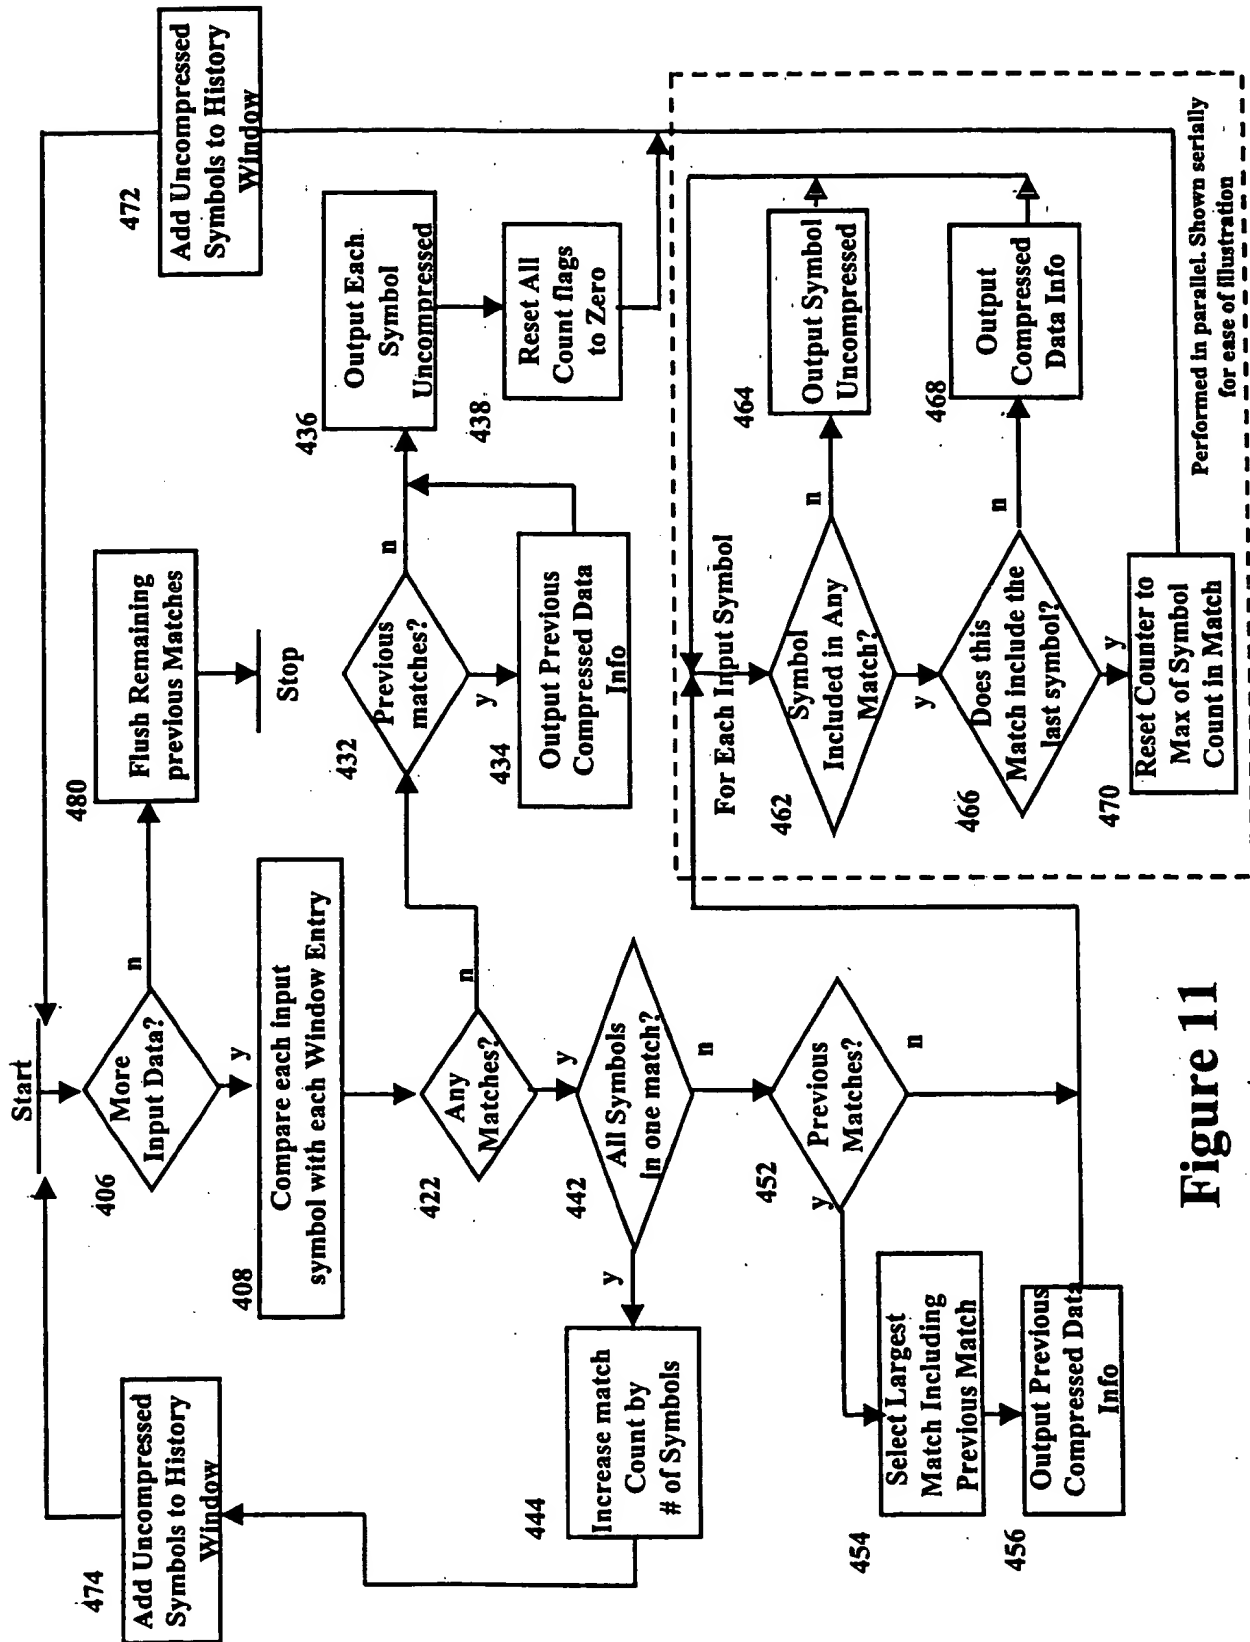 Start
406
More
Input Data?
n
y
480
Flush Remaining
previous Matches
Stop
408
Compare each input
symbol with each Window Entry
422
Any
Matches?
n
y
432
Previous
matches?
n
y
434
Output Previous
Compressed Data
Info
436
Output Each
Symbol
Uncompressed
438
Reset All
Count flags
to Zero
472
Add Uncompressed
Symbols to History
Window
442
All Symbols
in one match?
y
n
444
Increase match
Count by
# of Symbols
474
Add Uncompressed
Symbols to History
Window
452
Previous
Matches?
y
n
454
Select Largest
Match Including
Previous Match
456
Output Previous
Compressed Data
Info
For Each Input Symbol
462
Symbol
Included in Any
Match?
n
y
464
Output Symbol
Uncompressed
466
Does this
Match include the
last symbol?
n
y
468
Output
Compressed
Data Info
470
Reset Counter to
Max of Symbol
Count in Match
Performed in parallel. Shown serially
for ease of illustration
Figure 11